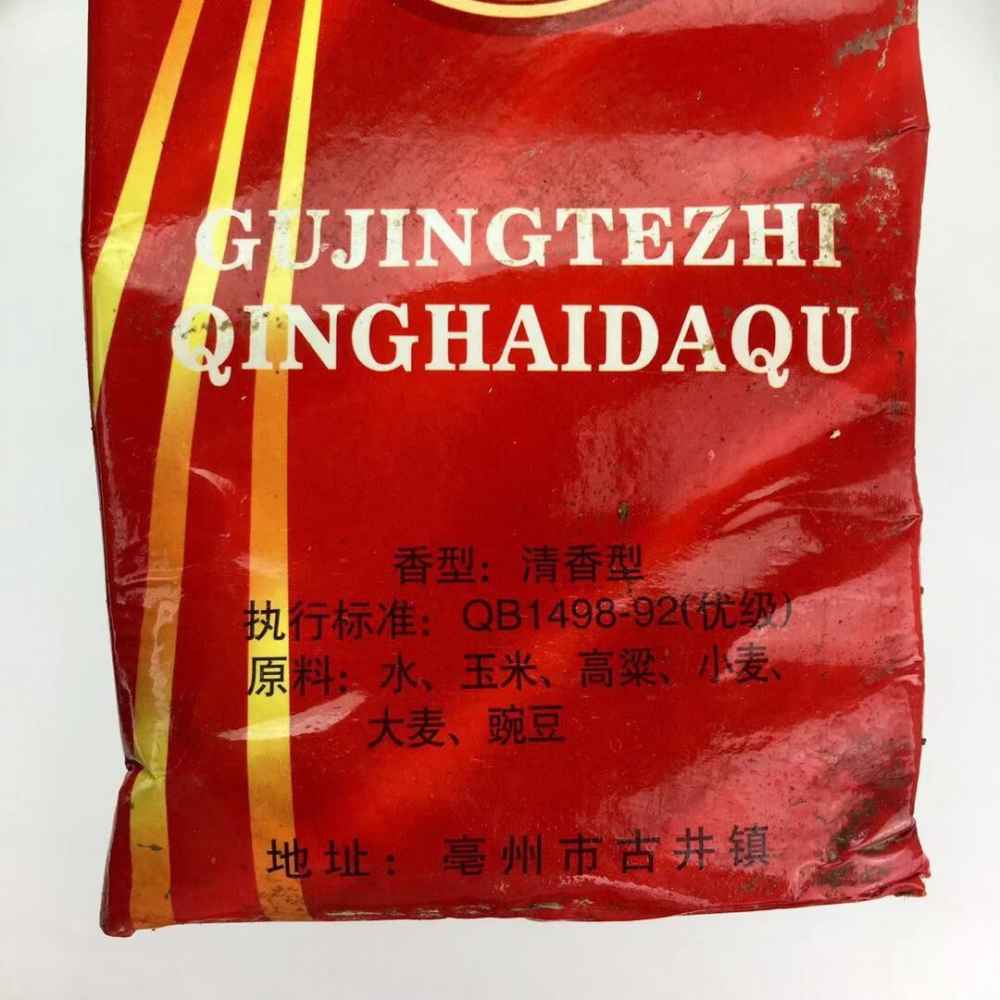 GUJINGTEZHI
QINGHAIDAQU
香型：清香型
执行标准：QB1498-92(优级)
原料：水、玉米、高粱、小麦、
大麦、豌豆
地址：亳州市古井镇